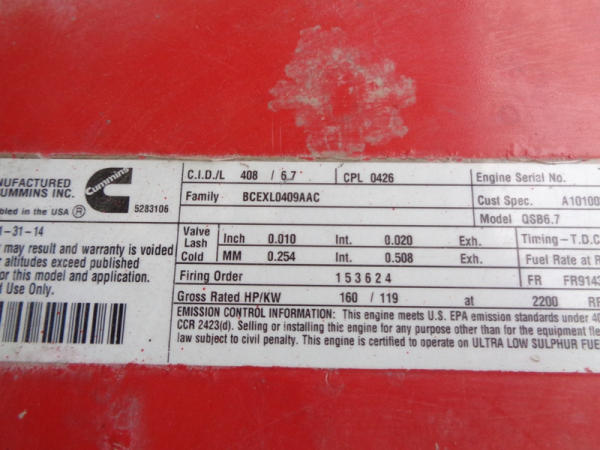 NUFACTURED
CUMMINS INC.
bled in the USA ®
Cummins
5283106
1-31-14
may result and warranty is voided
altitudes exceed published
for this model and application.
d Use Only.
C.I.D./L 408 / 6.7 CPL 0426 Engine Serial No.
Family BCEXL0409AAC Cust Spec. A10100
Model QSB6.7
Valve Lash Cold Inch 0.010 Int. 0.020 Exh. Timing-T.D.C
MM 0.254 Int. 0.508 Exh. Fuel Rate at R
Firing Order 153624 FR FR9143
Gross Rated HP/KW 160 / 119 at 2200 RP
EMISSION CONTROL INFORMATION: This engine meets U.S. EPA emission standards under 40
CCR 2423(d). Selling or installing this engine for any purpose other than for the equipment fle
law subject to civil penalty. This engine is certified to operate on ULTRA LOW SULPHUR FUE